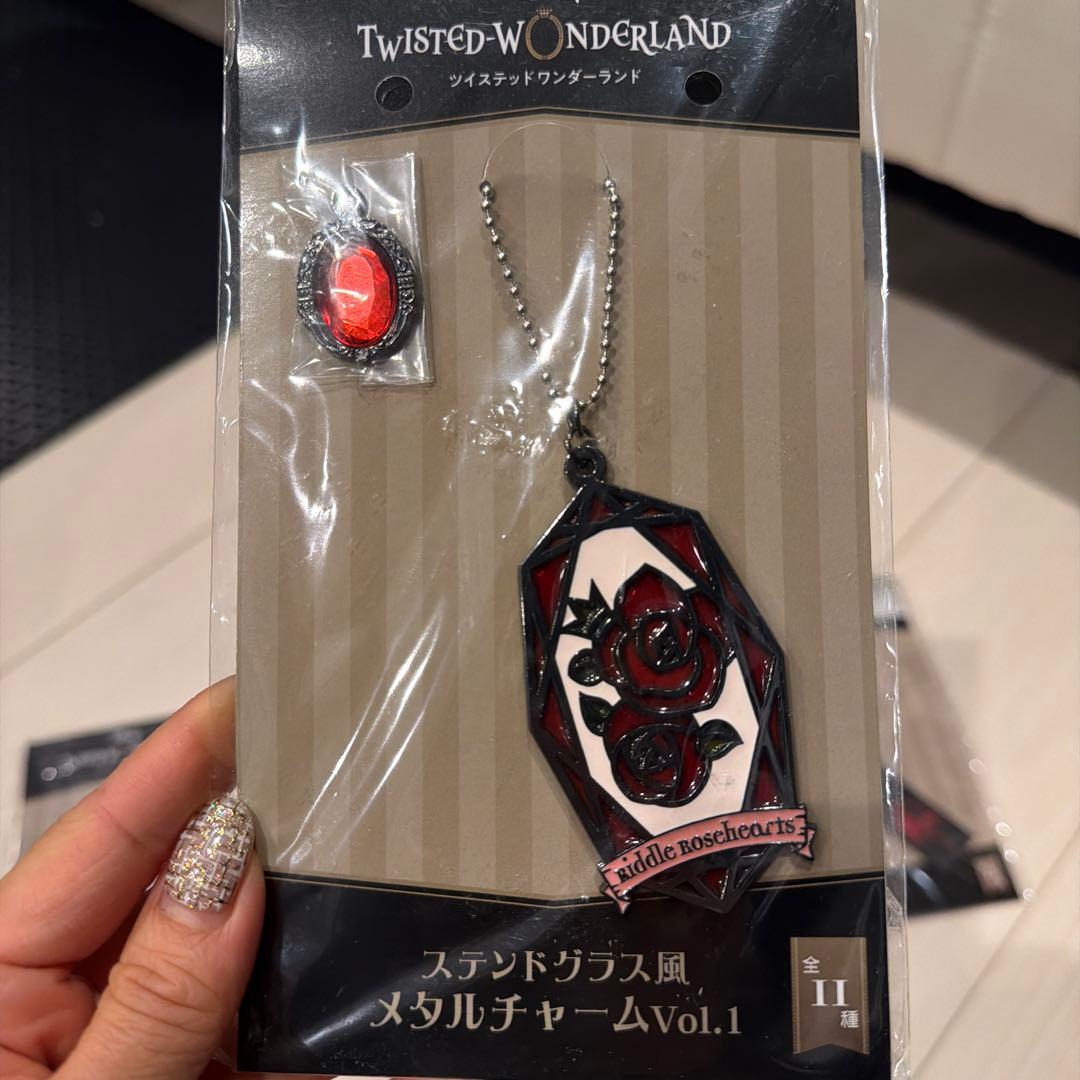 TWISTED-WONDERLAND
ツイステッドワンダーランド
Riddle Rosehearts
ステンドグラス風
メタルチャームVol.1
全
11
種